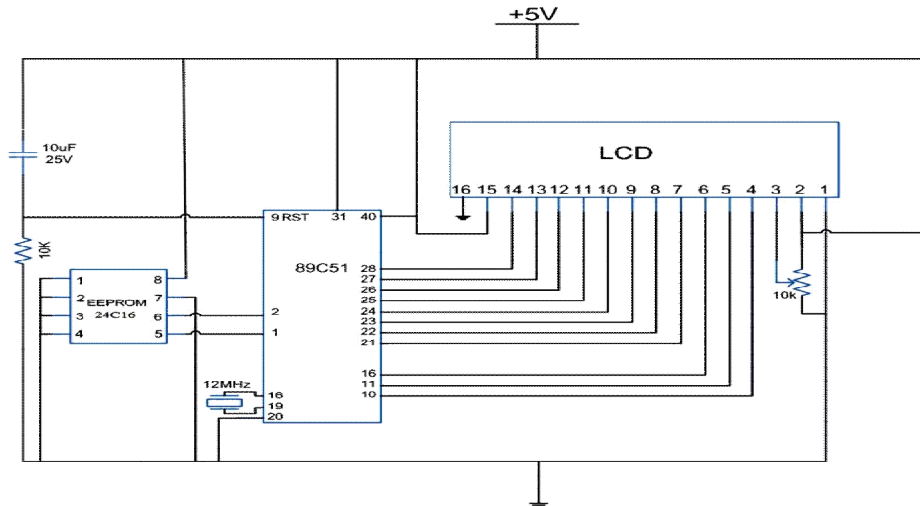 +5V
10uF
25V
LCD
16 15 14 13 12 11 10 9 8 7 6 5 4 3 2 1
9 RST 31 40
10K
89C51
28
27
26
25
24
23
22
21
16
11
10
10k
1 8
2 7
EEPROM
3 6
24C16
4 5
2
1
12MHz
18
19
20